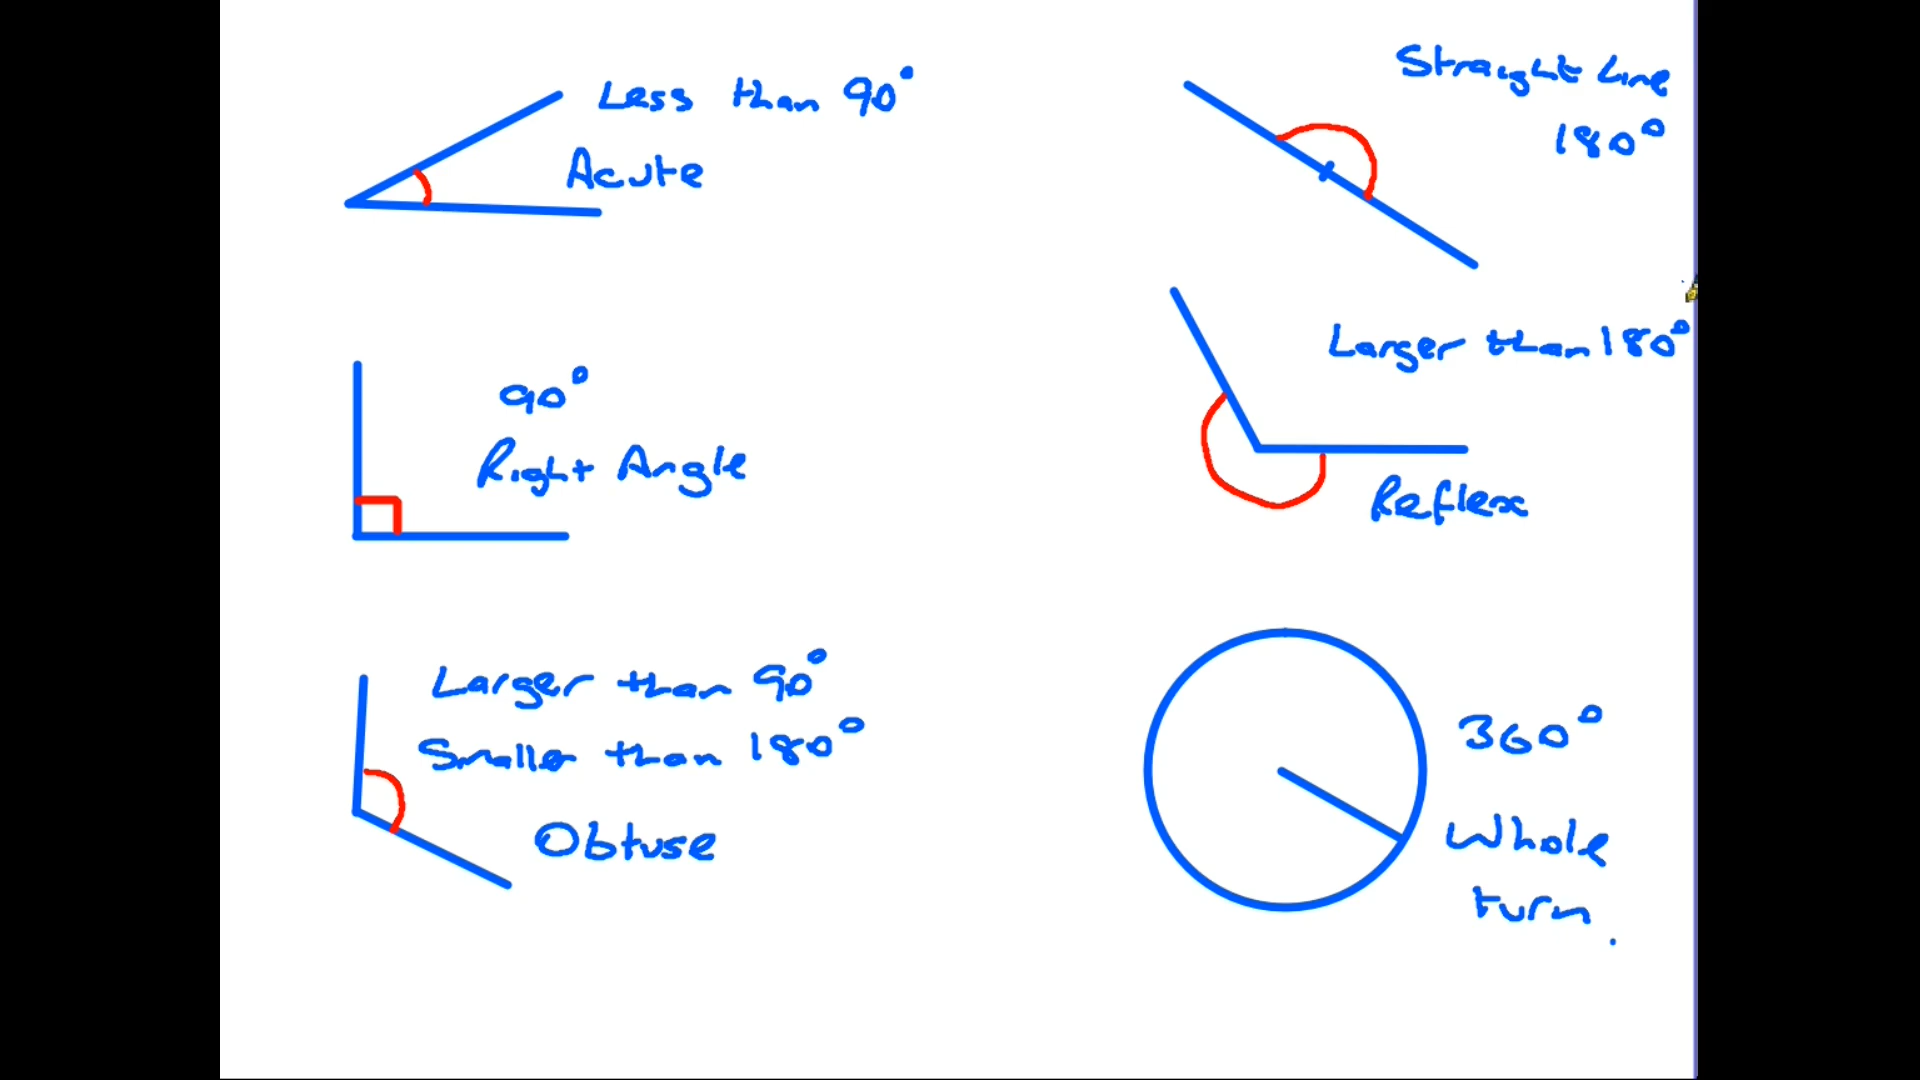 Less than 90°
Acute
90°
Right Angle
Larger than 90°
Smaller than 180°
Obtuse
Straight Line
180°
Larger than 180°
Reflex
360°
Whole
turn.